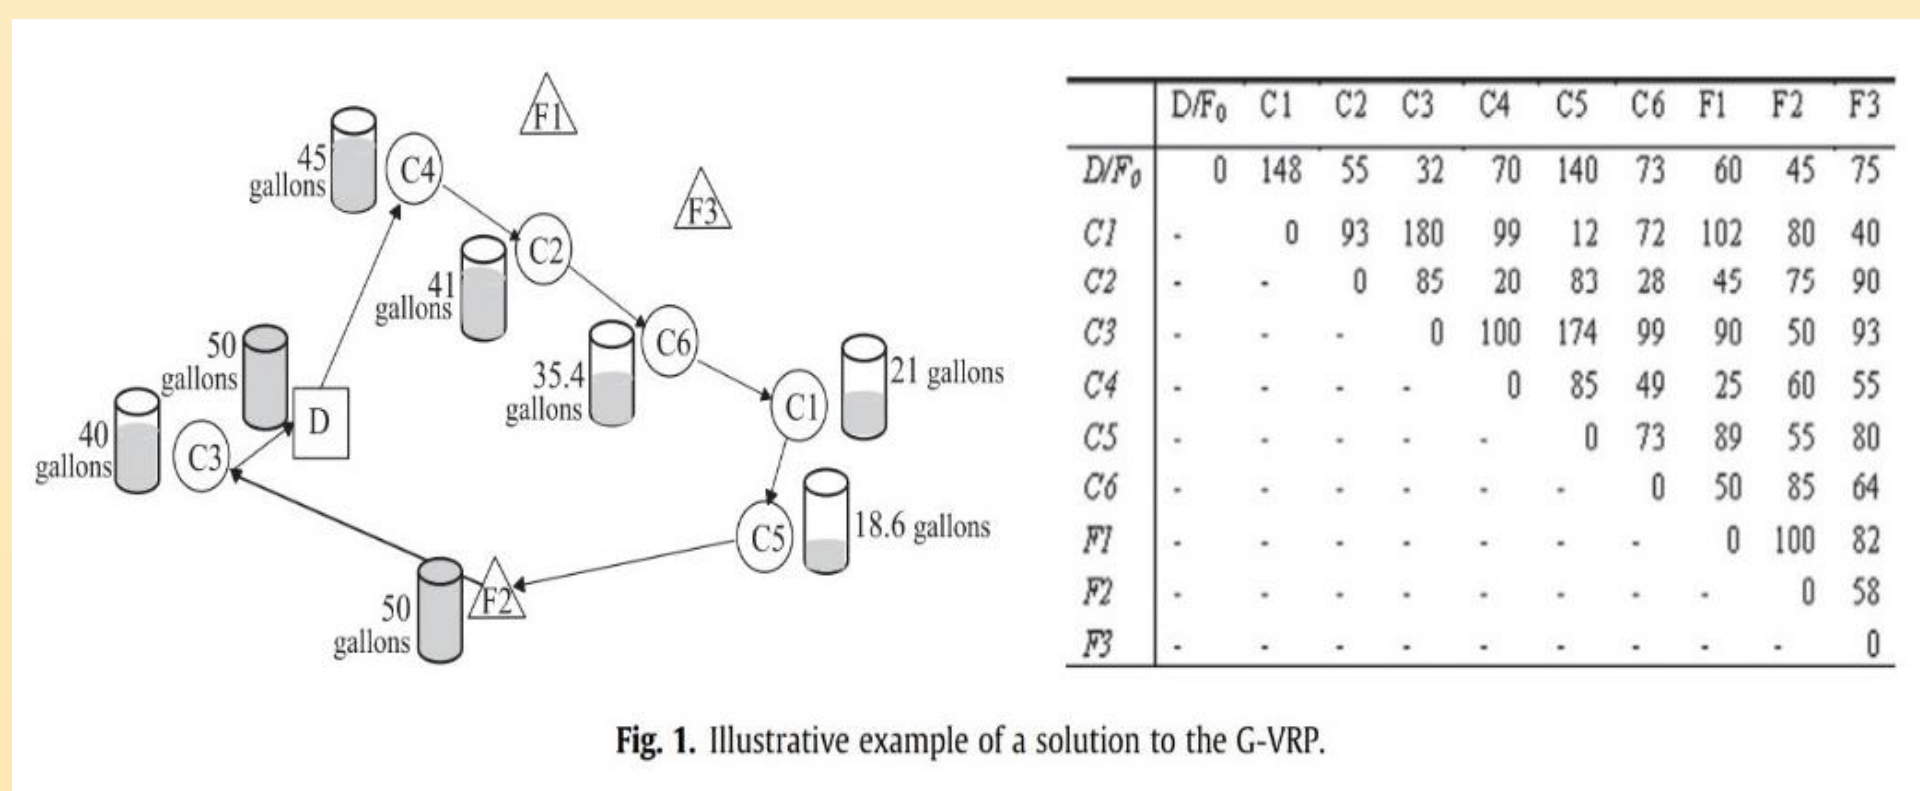 F1
45
gallons
C4
F3
C2
41
gallons
50
gallons
C6
35.4
gallons
21 gallons
C1
D
40
gallons
C3
18.6 gallons
C5
50
gallons
F2
D/F0 C1 C2 C3 C4 C5 C6 F1 F2 F3
D/F0 0 148 55 32 70 140 73 60 45 75
C1 - 0 93 180 99 12 72 102 80 40
C2 - - 0 85 20 83 28 45 75 90
C3 - - - 0 100 174 99 90 50 93
C4 - - - - 0 85 49 25 60 55
C5 - - - - - 0 73 89 55 80
C6 - - - - - - 0 50 85 64
F1 - - - - - - - 0 100 82
F2 - - - - - - - - 0 58
F3 - - - - - - - - - 0
Fig. 1. Illustrative example of a solution to the G-VRP.